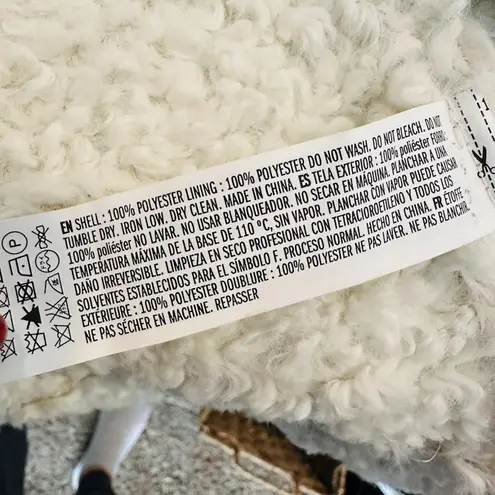 EN SHELL : 100% POLYESTER LINING : 100% POLYESTER DO NOT WASH. DO NOT BLEACH. DO NOT
TUMBLE DRY. IRON LOW. DRY CLEAN. MADE IN CHINA. ES TELA EXTERIOR : 100% poliéster FORRO :
100% poliéster NO LAVAR. NO USAR BLANQUEADOR. NO SECAR EN MÁQUINA. PLANCHAR A UNA
TEMPERATURA MÁXIMA DE LA BASE DE 110 °C, SIN VAPOR. PLANCHAR CON VAPOR PUEDE CAUSAR
DAÑO IRREVERSIBLE. LIMPIEZA EN SECO PROFESIONAL CON TETRACLOROETILENO Y TODOS LOS
SOLVENTES ESTABLECIDOS PARA EL SÍMBOLO F. PROCESO NORMAL. HECHO EN CHINA. FR ÉTOFFE
EXTÉRIEURE : 100% POLYESTER DOUBLURE : 100% POLYESTER NE PAS LAVER. NE PAS BLANCHIR.
NE PAS SÉCHER EN MACHINE. REPASSER
P